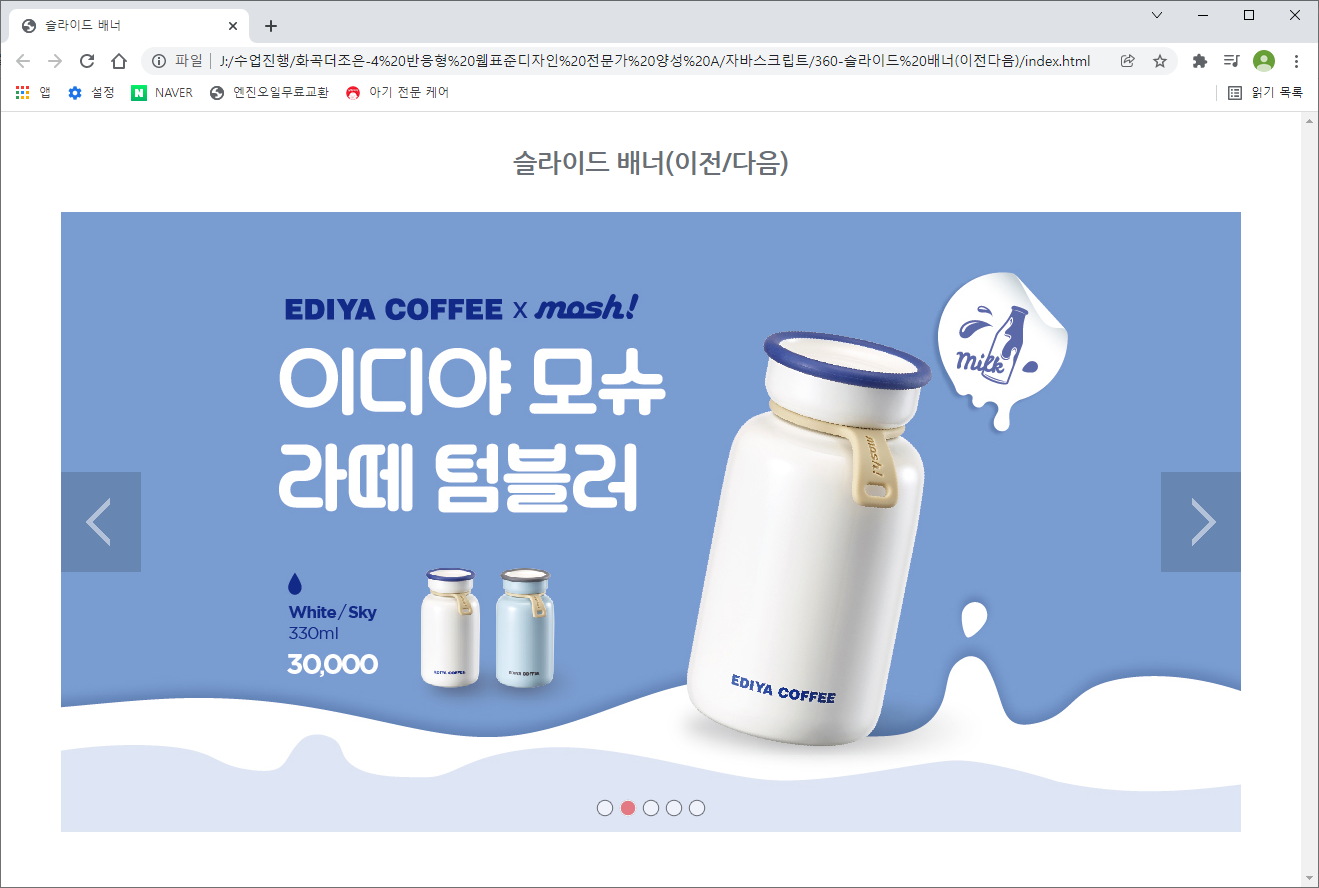 슬라이드 배너
파일 J:/수업진행/화곡더조은-4%20반응형%20웹표준디자인%20전문가%20양성%20A/자바스크립트/360-슬라이드%20배너(이전다음)/index.html
앱 설정 NAVER 엔진오일무료교환 아기 전문 케어 읽기 목록
슬라이드 배너(이전/다음)
EDIYA COFFEE x mosh!
이디야 모슈
라떼 텀블러
Milk
mosh!
White/Sky
330ml
30,000
EDIYA COFFEE
EDIYA COFFEE
EDIYA COFFEE